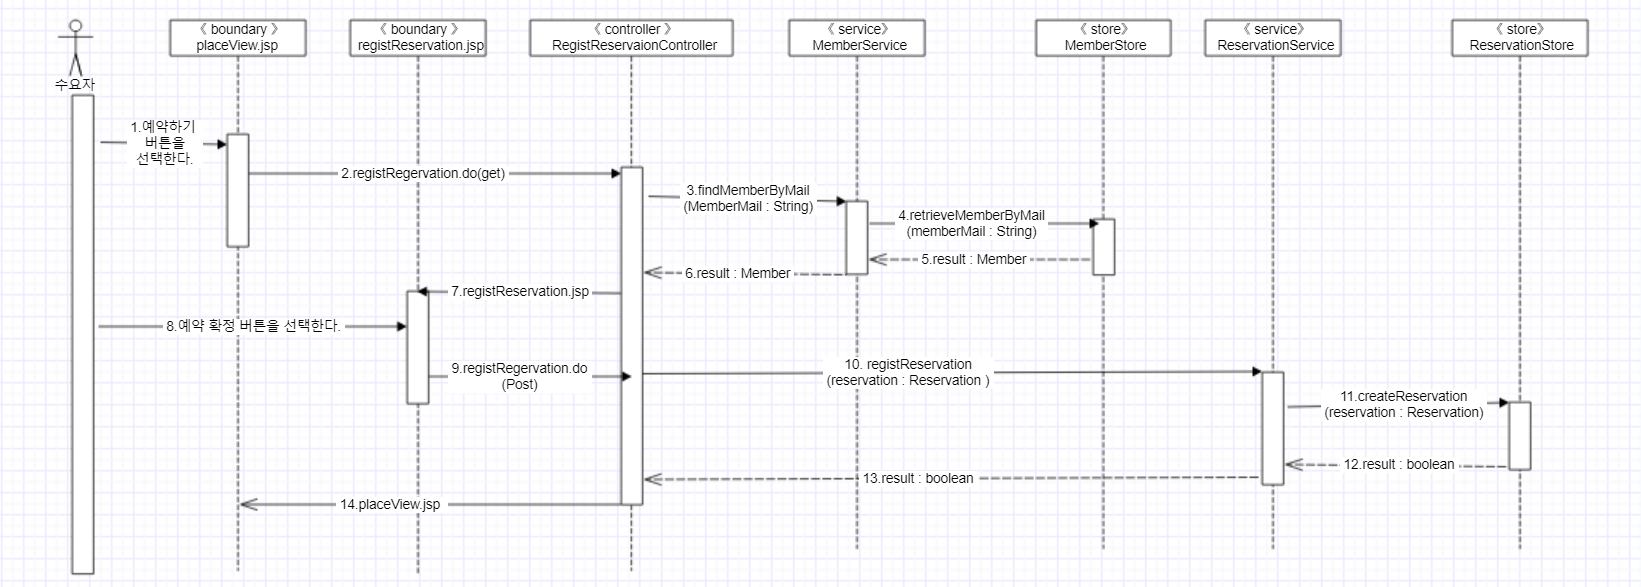 《 boundary 》
placeView.jsp
《 boundary 》
registReservation.jsp
《 controller 》
RegistReservaionController
《 service》
MemberService
《 store》
MemberStore
《 service》
ReservationService
《 store》
ReservationStore
수요자
1.예약하기
버튼을
선택한다.
2.registRegervation.do(get)
3.findMemberByMail
(MemberMail : String)
4.retrieveMemberByMail
(memberMail : String)
5.result : Member
6.result : Member
7.registReservation.jsp
8.예약 확정 버튼을 선택한다.
9.registRegervation.do
(Post)
10. registReservation
(reservation : Reservation )
11.createReservation
(reservation : Reservation)
12.result : boolean
13.result : boolean
14.placeView.jsp